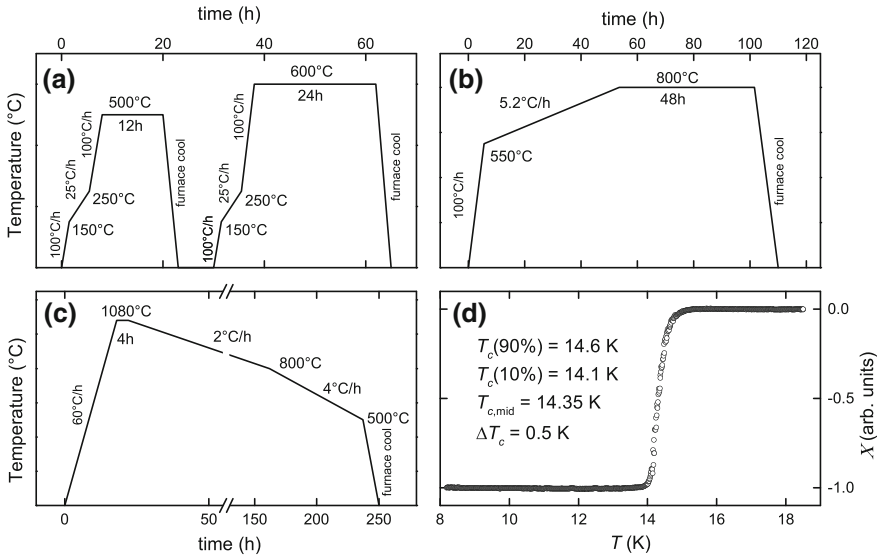 time (h)
0 20 40 60
(a)
Temperature (°C)
100°C/h
150°C
25°C/h
250°C
100°C/h
500°C
12h
furnace cool
100°C/h
150°C
25°C/h
250°C
100°C/h
600°C
24h
furnace cool
time (h)
0 20 40 60 80 100 120
(b)
100°C/h
550°C
5.2°C/h
800°C
48h
furnace cool
(c)
Temperature (°C)
60°C/h
1080°C
4h
2°C/h
800°C
4°C/h
500°C
furnace cool
0 50 150 200 250
time (h)
(d)
Tc(90%) = 14.6 K
Tc(10%) = 14.1 K
Tc,mid = 14.35 K
ΔTc = 0.5 K
0.0
-0.5
-1.0
X (arb. units)
8 10 12 14 16 18
T (K)